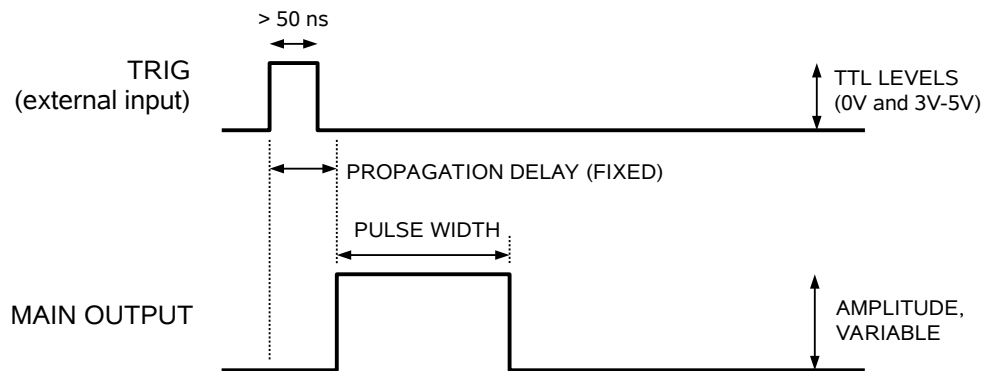 > 50 ns
TRIG
(external input)
TTL LEVELS
(0V and 3V-5V)
PROPAGATION DELAY (FIXED)
PULSE WIDTH
MAIN OUTPUT
AMPLITUDE,
VARIABLE